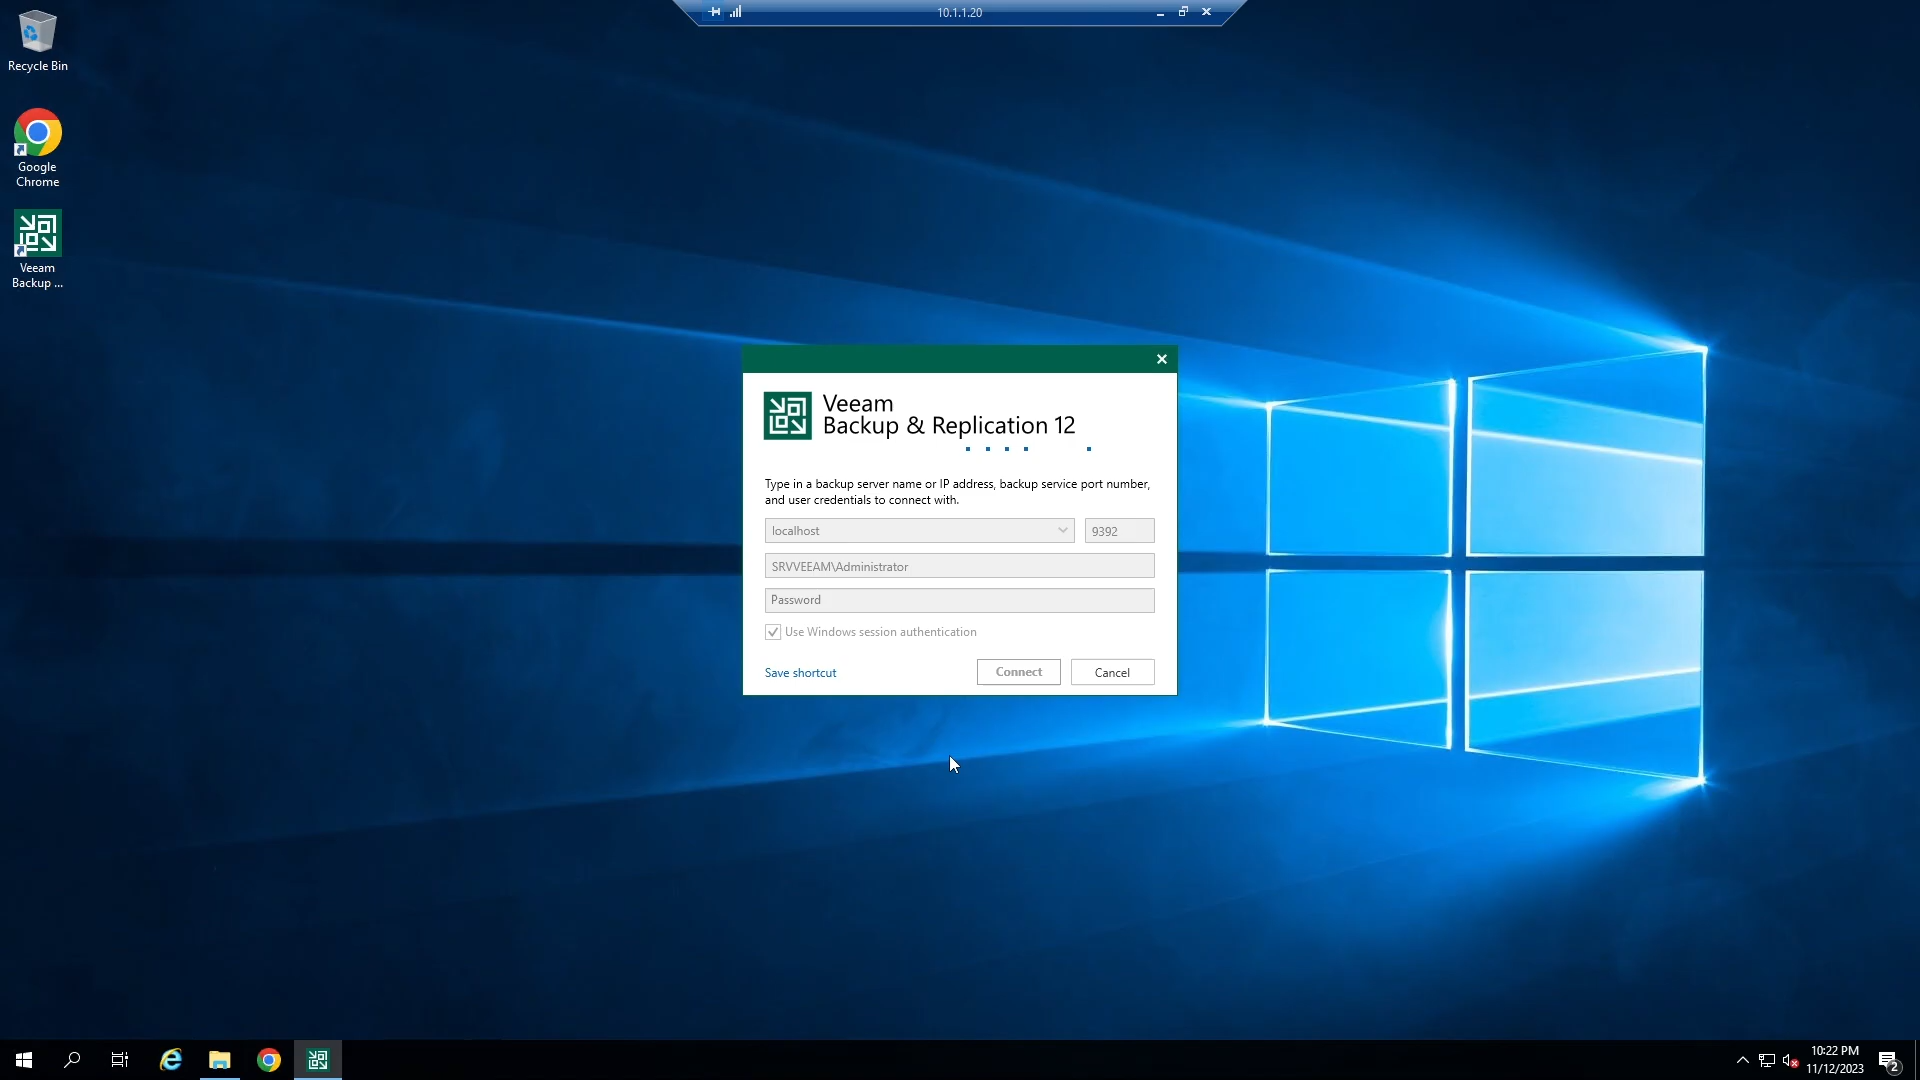 10.1.1.20
Recycle Bin
Google
Chrome
Veeam
Backup ...
Veeam
Backup & Replication 12
Type in a backup server name or IP address, backup service port number,
and user credentials to connect with.
localhost
9392
SRVVEEAM\Administrator
Password
Use Windows session authentication
Save shortcut
Connect
Cancel
10:22 PM
11/12/2023
2